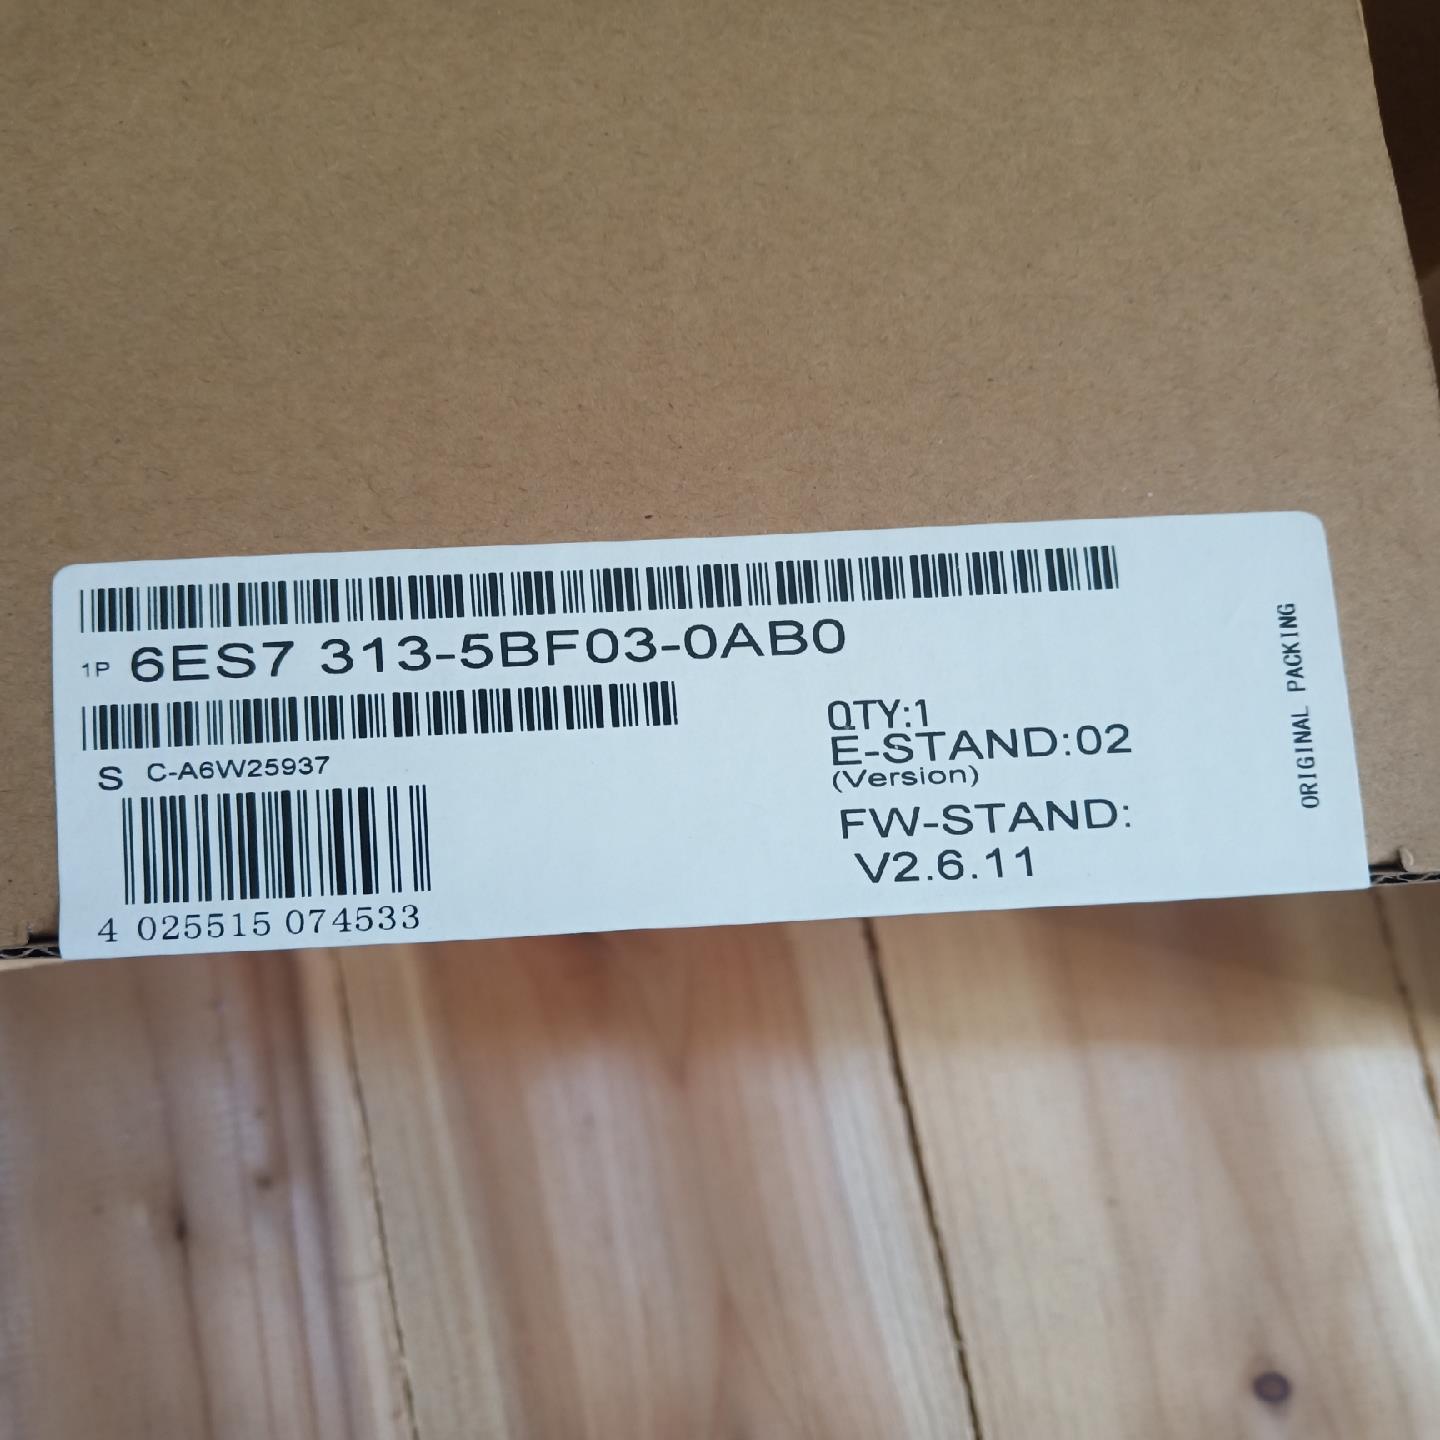 1P 6ES7 313-5BF03-0AB0
S C-A6W25937
4 025515 074533
QTY:1
E-STAND:02
(Version)
FW-STAND:
V2.6.11
ORIGINAL PACKING